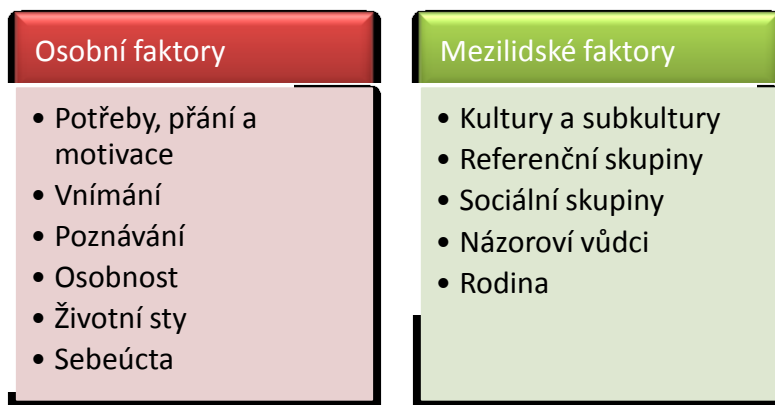 Osobní faktory
• Potřeby, přání a
motivace
• Vnímání
• Poznávání
• Osobnost
• Životní sty
• Sebeúcta
Mezilidské faktory
• Kultury a subkultury
• Referenční skupiny
• Sociální skupiny
• Názoroví vůdci
• Rodina